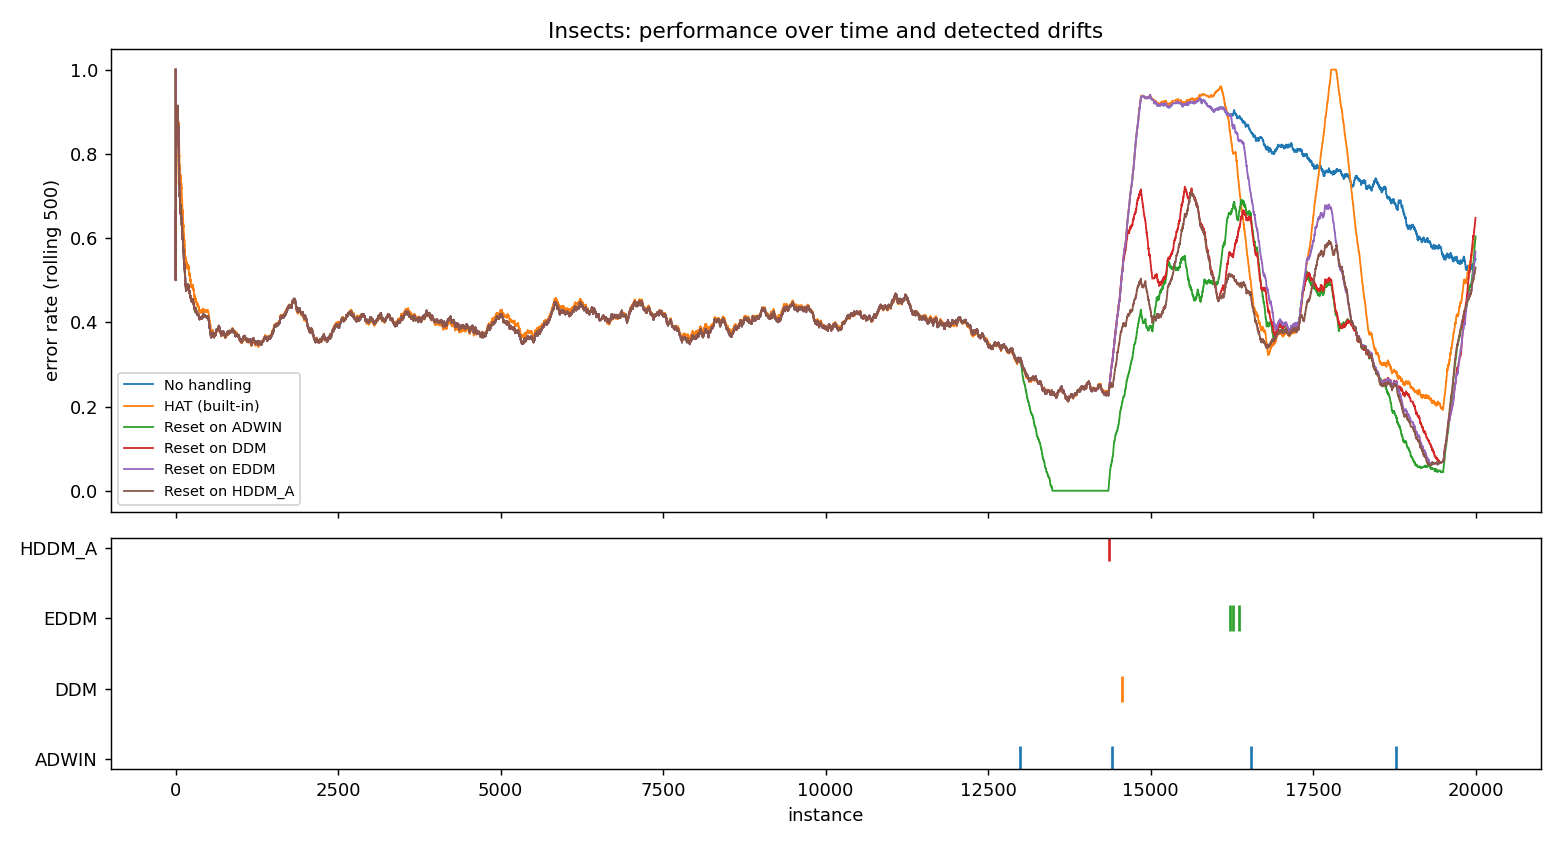 Insects: performance over time and detected drifts
error rate (rolling 500)
1.0
0.8
0.6
0.4
0.2
0.0
No handling
HAT (built-in)
Reset on ADWIN
Reset on DDM
Reset on EDDM
Reset on HDDM_A
HDDM_A
EDDM
DDM
ADWIN
0 2500 5000 7500 10000 12500 15000 17500 20000
instance